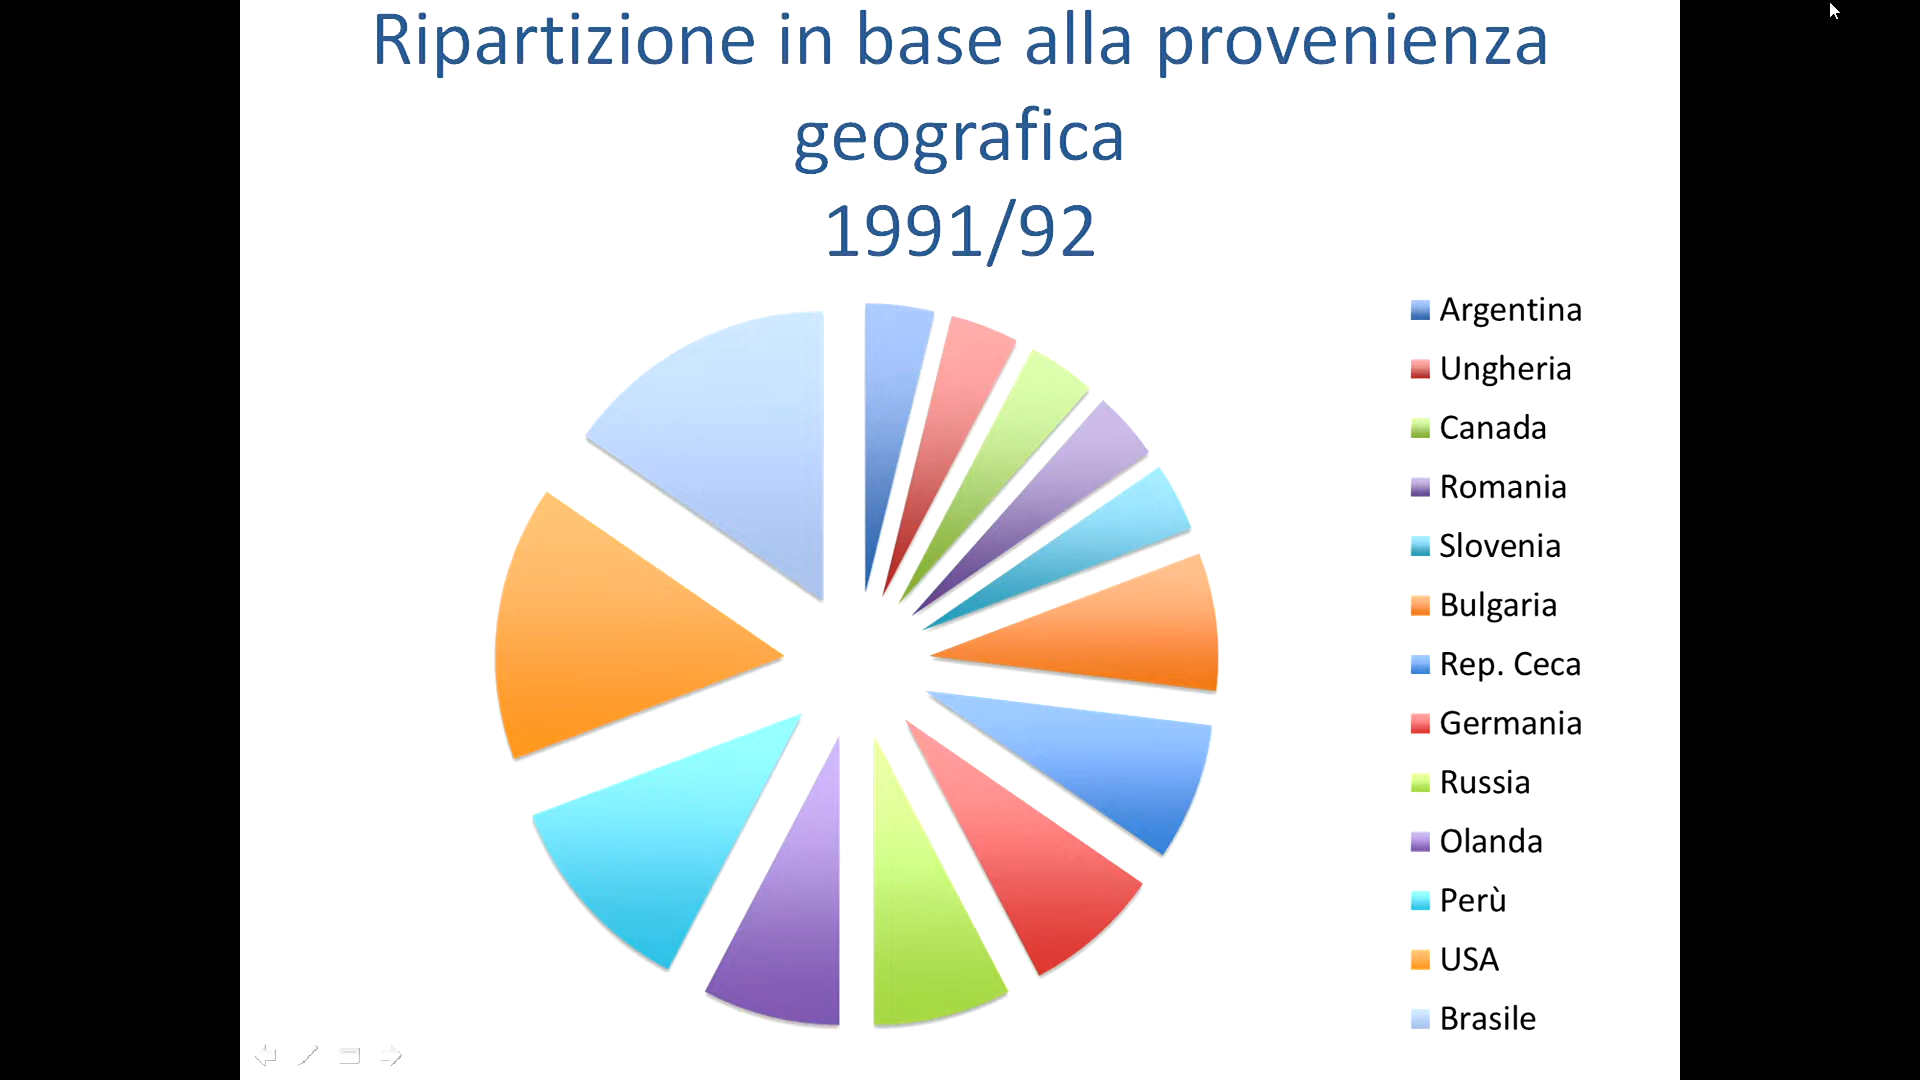 Ripartizione in base alla provenienza
geografica
1991/92
Argentina
Ungheria
Canada
Romania
Slovenia
Bulgaria
Rep. Ceca
Germania
Russia
Olanda
Perù
USA
Brasile